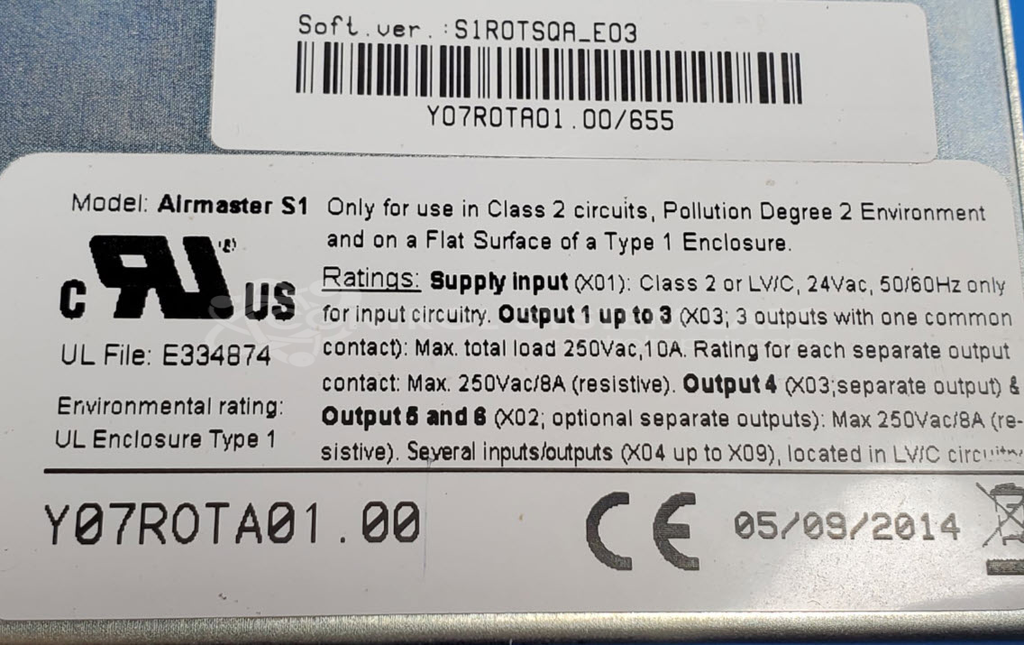 Soft.ver.:S1ROTSQA_E03
Y07ROTA01.00/655
Model: Airmaster S1
Only for use in Class 2 circuits, Pollution Degree 2 Environment
and on a Flat Surface of a Type 1 Enclosure.
Ratings: Supply input (X01): Class 2 or LV/C, 24Vac, 50/60Hz only
for input circuitry. Output 1 up to 3 (X03; 3 outputs with one common
contact): Max. total load 250Vac,10A. Rating for each separate output
contact: Max. 250Vac/8A (resistive). Output 4 (X03;separate output) &
Output 5 and 6 (X02; optional separate outputs): Max 250Vac/8A (re-
sistive). Several inputs/outputs (X04 up to X09), located in LV/C circuitry
c RU US
UL File: E334874
Environmental rating:
UL Enclosure Type 1
Y07ROTA01.00
CE
05/09/2014